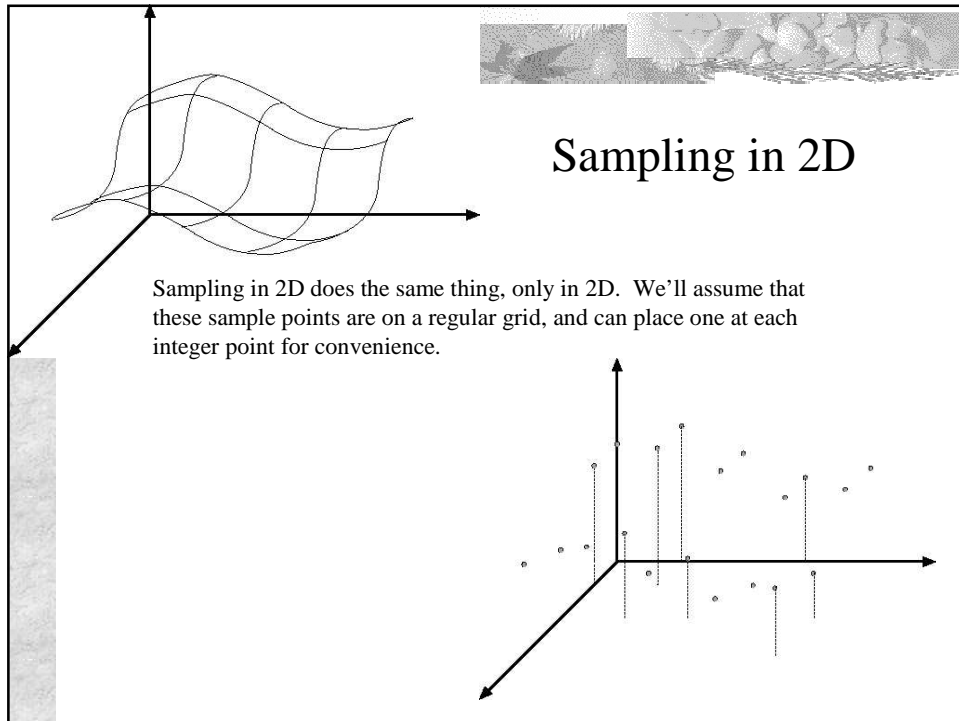 Sampling in 2D
Sampling in 2D does the same thing, only in 2D.  We’ll assume that
these sample points are on a regular grid, and can place one at each
integer point for convenience.